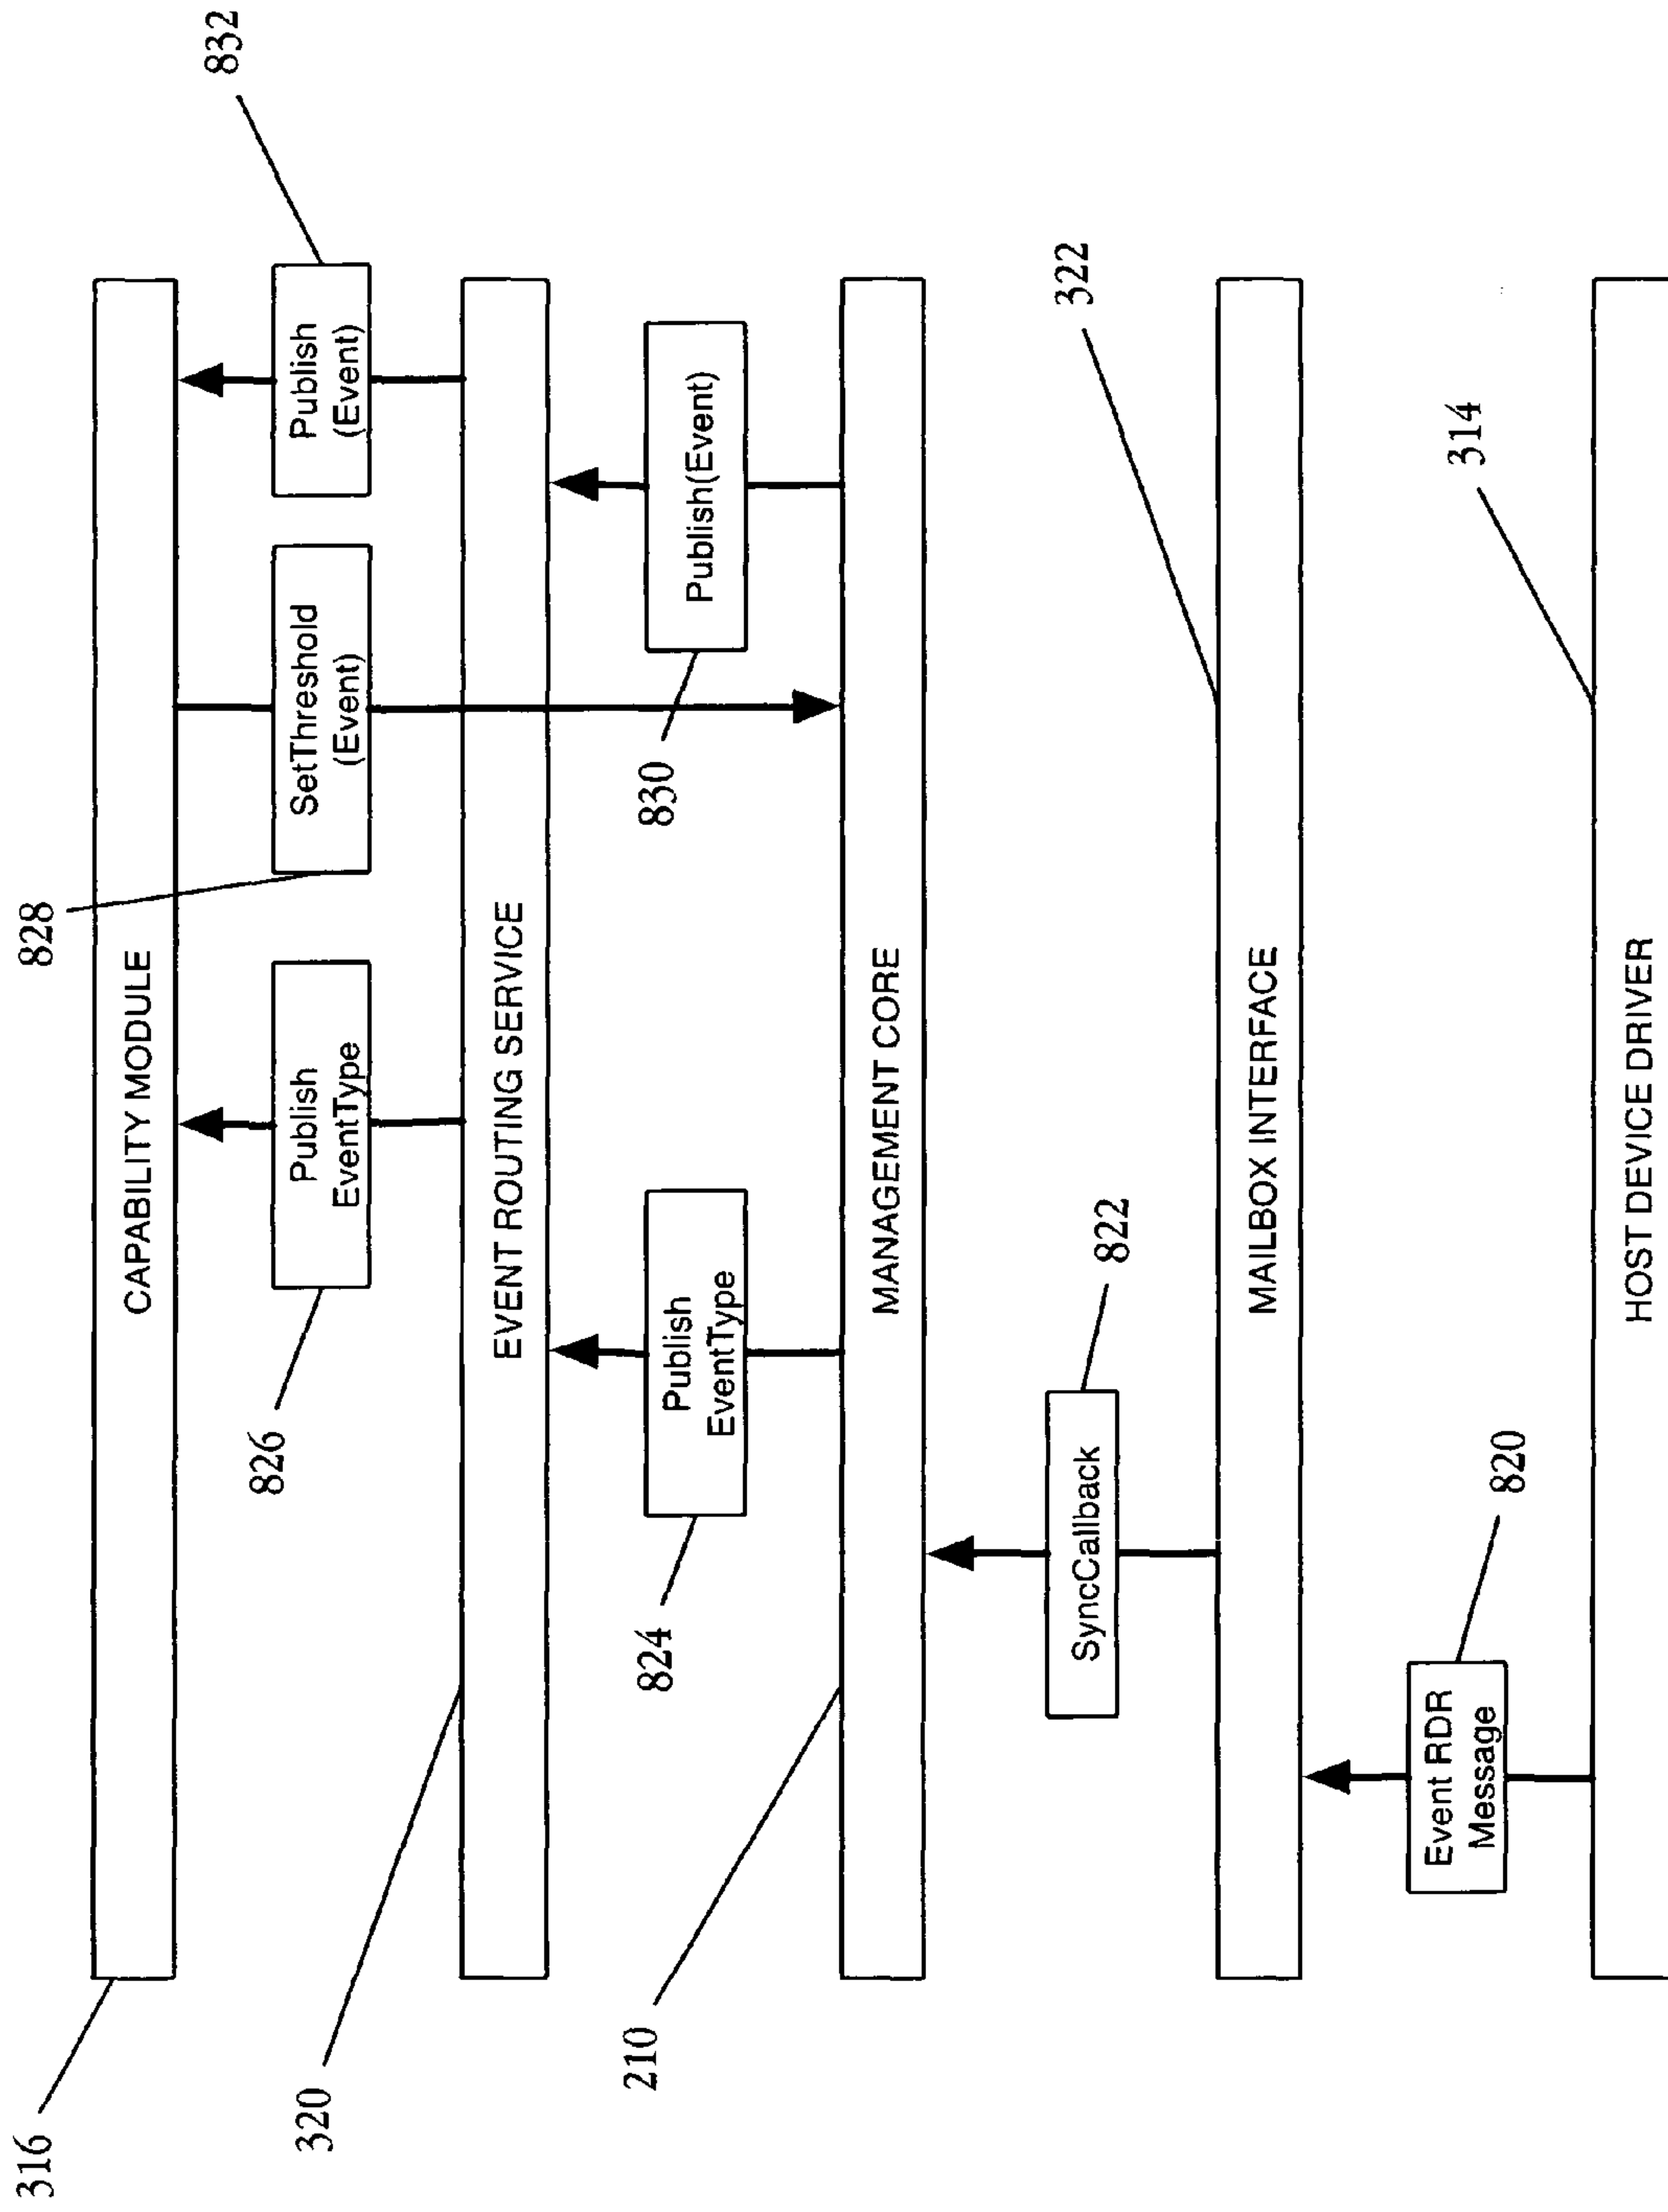 316
CAPABILITY MODULE
828
832
826
Publish
EventType
SetThreshold
(Event)
Publish
(Event)
320
EVENT ROUTING SERVICE
824
Publish
EventType
830
Publish(Event)
210
MANAGEMENT CORE
SyncCallback
822
322
MAILBOX INTERFACE
Event RDR
Message
820
314
HOST DEVICE DRIVER